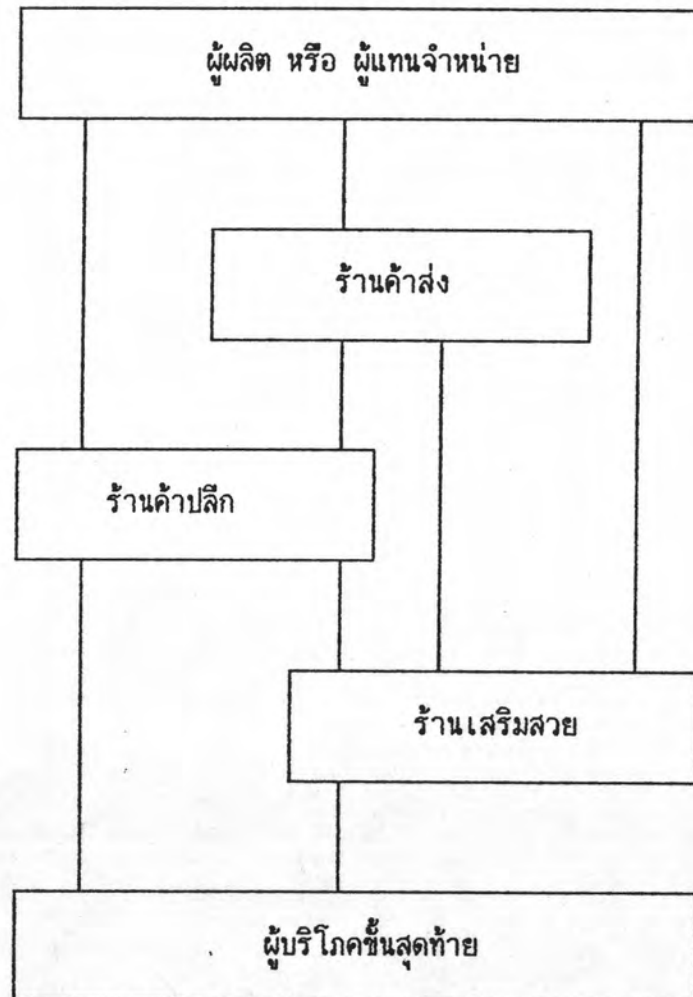 ผู้ผลิต หรือ ผู้แทนจำหน่าย
ร้านค้าส่ง
ร้านค้าปลีก
ร้านเสริมสวย
ผู้บริโภคขั้นสุดท้าย